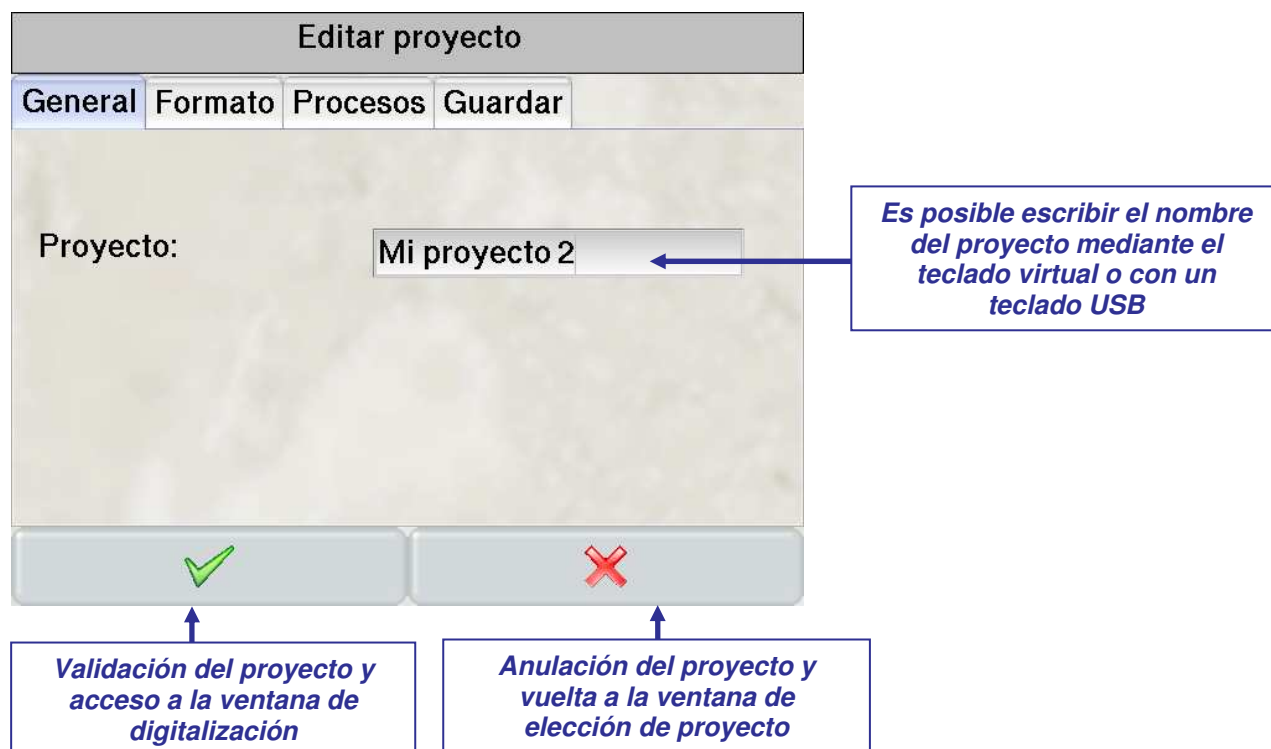 Editar proyecto
General Formato Procesos Guardar
Proyecto:
Mi proyecto 2
Es posible escribir el nombre
del proyecto mediante el
teclado virtual o con un
teclado USB
Validación del proyecto y
acceso a la ventana de
digitalización
Anulación del proyecto y
vuelta a la ventana de
elección de proyecto